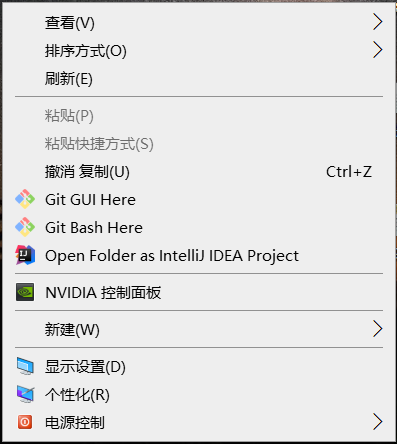 查看(V)
排序方式(O)
刷新(E)
粘贴(P)
粘贴快捷方式(S)
撤消 复制(U) Ctrl+Z
Git GUI Here
Git Bash Here
Open Folder as IntelliJ IDEA Project
NVIDIA 控制面板
新建(W)
显示设置(D)
个性化(R)
电源控制